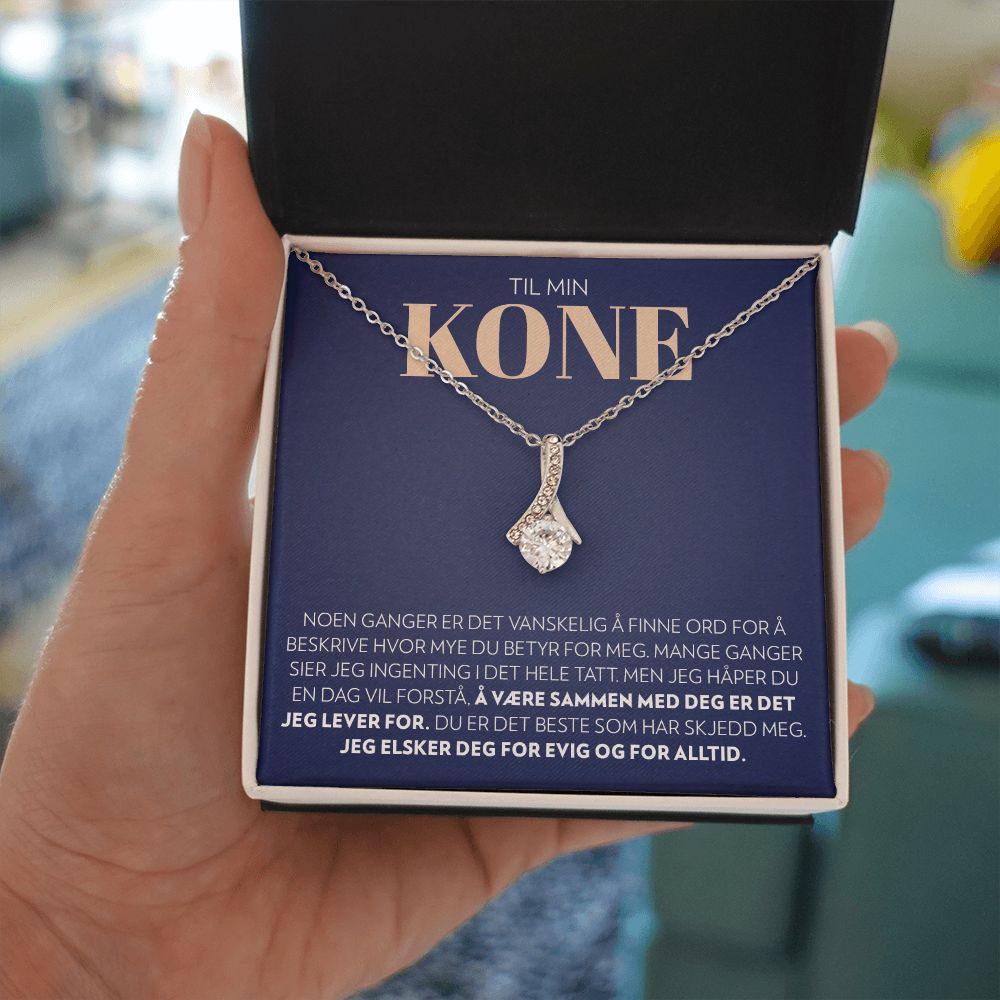 TIL MIN
KONE
NOEN GANGER ER DET VANSKELIG Å FINNE ORD FOR Å
BESKRIVE HVOR MYE DU BETYR FOR MEG. MANGE GANGER
SIER JEG INGENTING I DET HELE TATT. MEN JEG HÅPER DU
EN DAG VIL FORSTÅ, Å VÆRE SAMMEN MED DEG ER DET
JEG LEVER FOR. DU ER DET BESTE SOM HAR SKJEDD MEG.
JEG ELSKER DEG FOR EVIG OG FOR ALLTID.